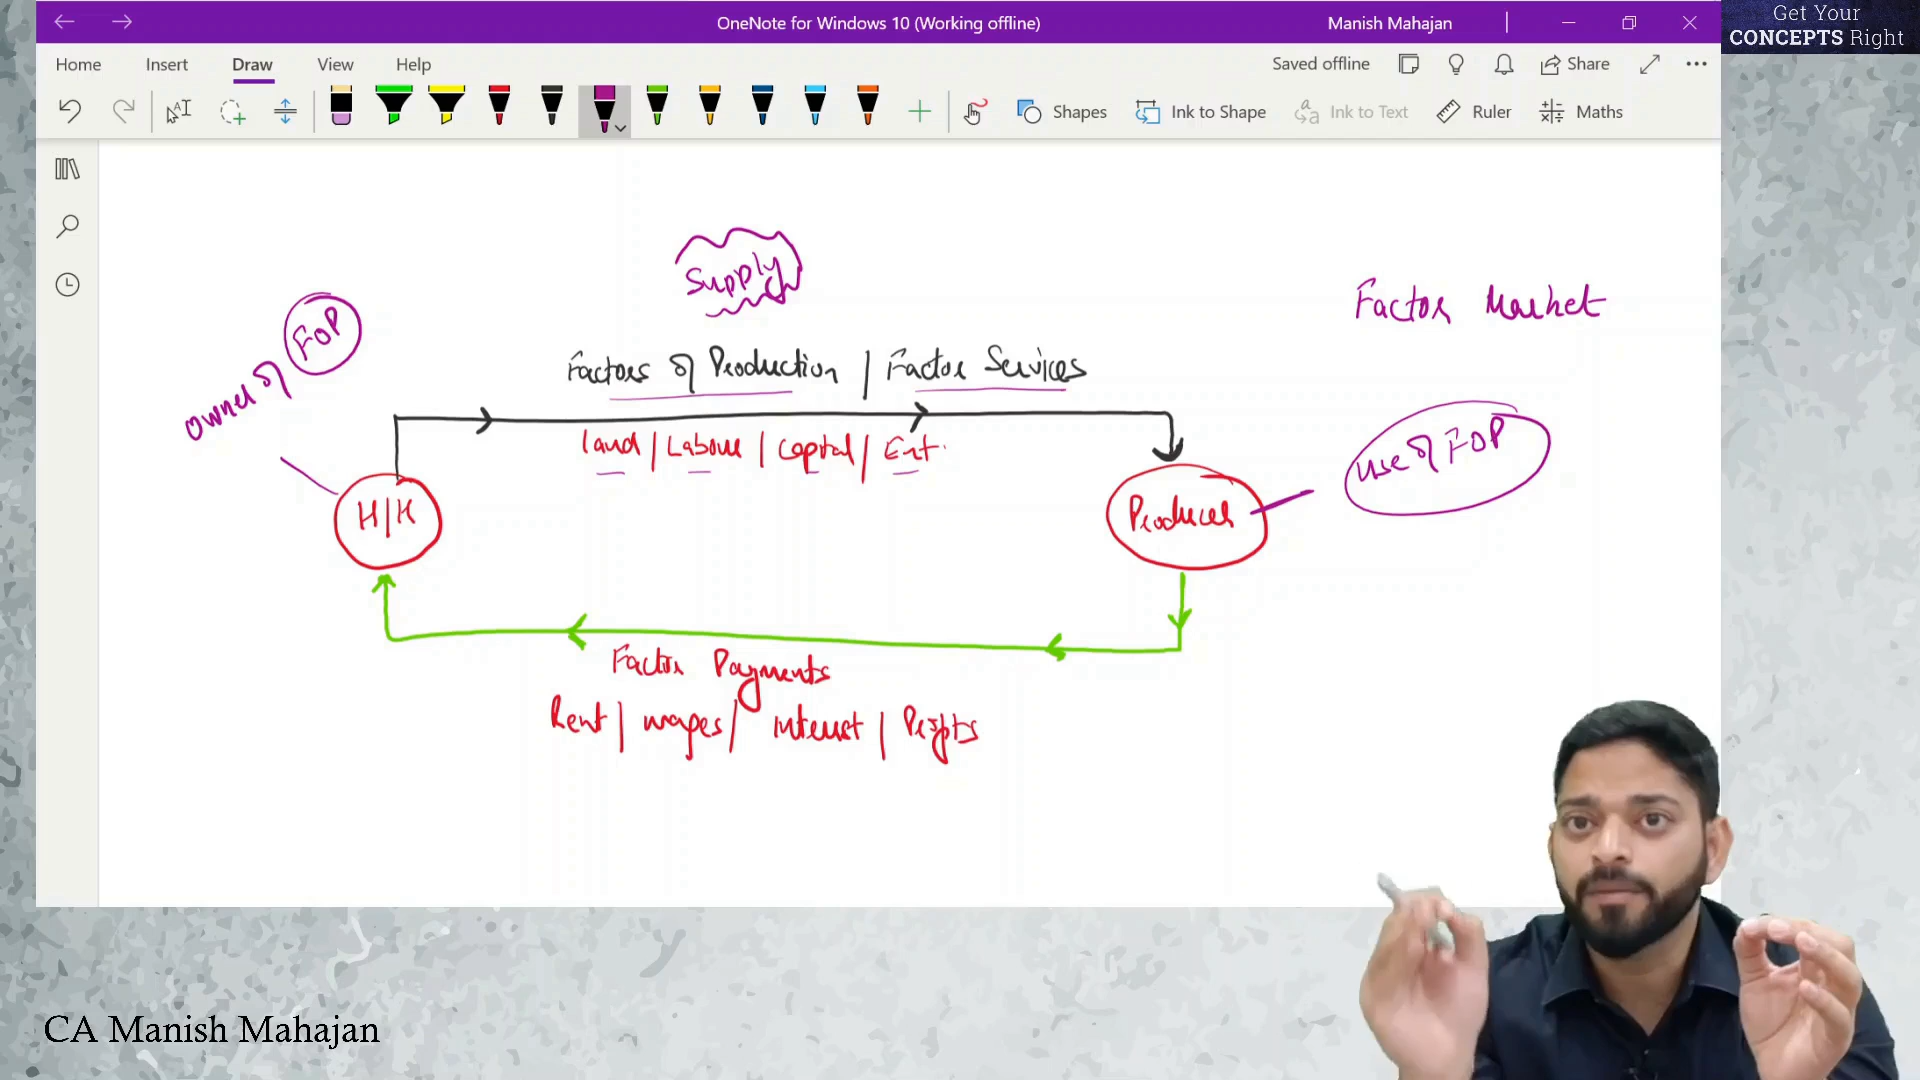 OneNote for Windows 10 (Working offline)
Manish Mahajan
Get Your
CONCEPTS Right
Home Insert Draw View Help
Saved offline
Share
Shapes
Ink to Shape
Ink to Text
Ruler
Maths
Supply
Factor Market
Owner of FOP
Factors of Production | Factor Services
Land | Labour | Capital | Ent.
use of FOP
H/H
Producer
Factor Payments
Rent | wages | Interest | Profits
CA Manish Mahajan